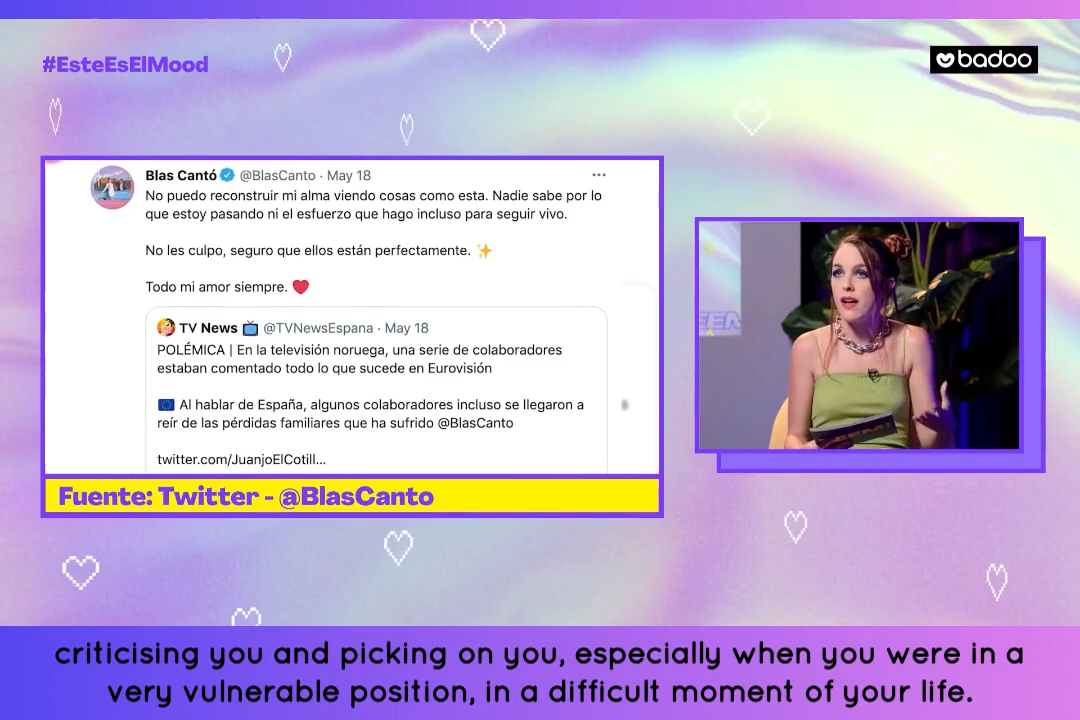 #EsteEsElMood
badoo
Blas Cantó @BlasCanto · May 18
No puedo reconstruir mi alma viendo cosas como esta. Nadie sabe por lo
que estoy pasando ni el esfuerzo que hago incluso para seguir vivo.
No les culpo, seguro que ellos están perfectamente. ✨
Todo mi amor siempre. ❤️
TV News 📺 @TVNewsEspana · May 18
POLÉMICA | En la televisión noruega, una serie de colaboradores
estaban comentado todo lo que sucede en Eurovisión
🇪🇺 Al hablar de España, algunos colaboradores incluso se llegaron a
reír de las pérdidas familiares que ha sufrido @BlasCanto
twitter.com/JuanjoElCotill...
Fuente: Twitter - @BlasCanto
criticising you and picking on you, especially when you were in a
very vulnerable position, in a difficult moment of your life.